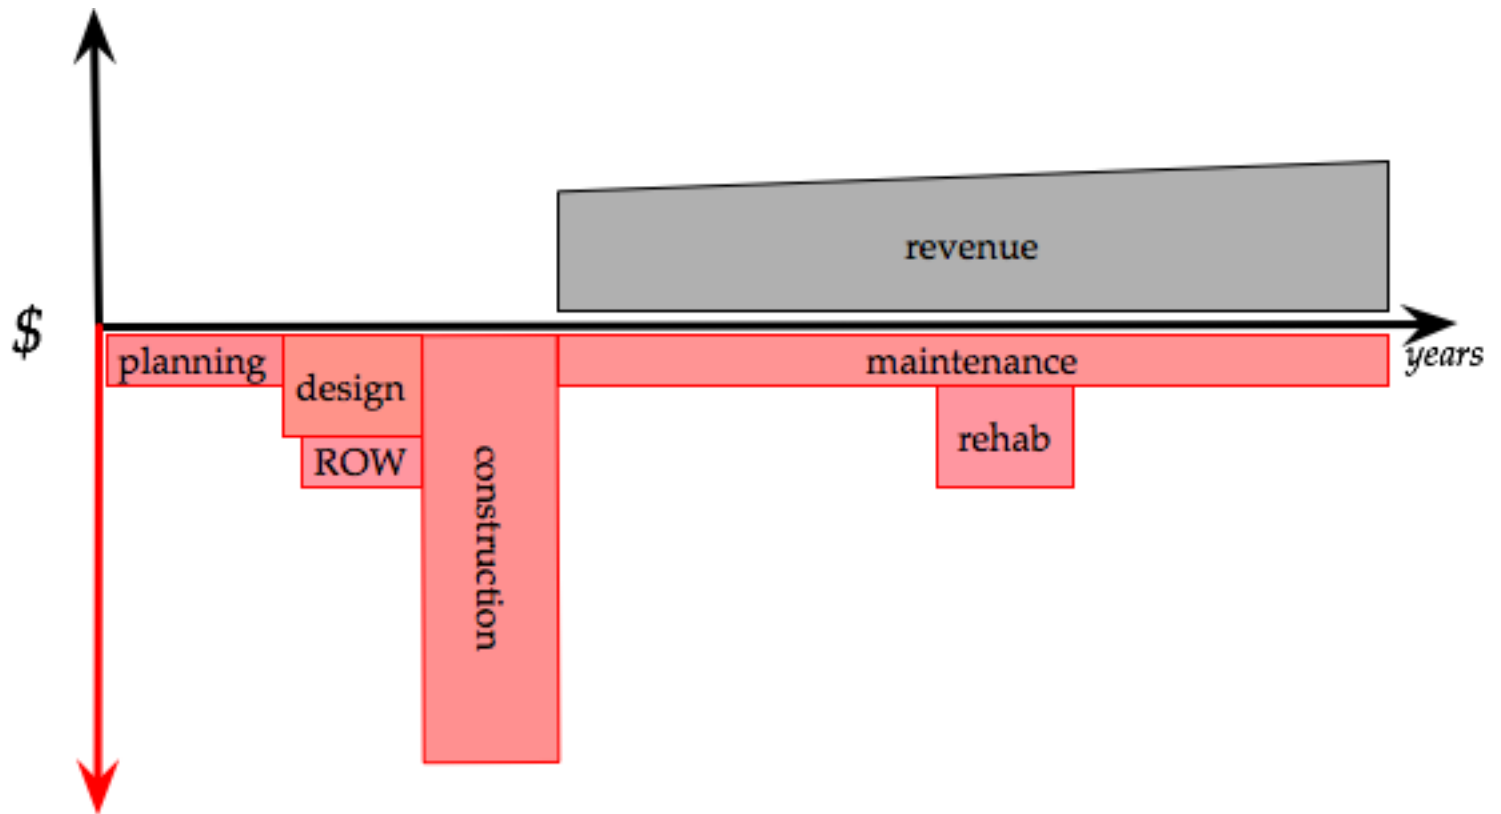 revenue
$
years
planning
design
maintenance
ROW
construction
rehab